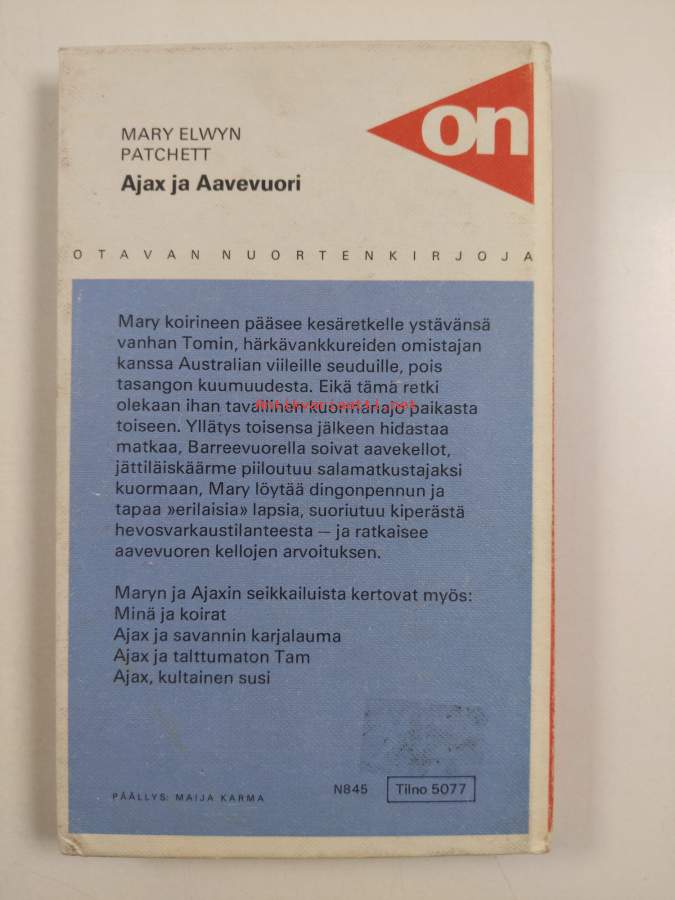 on
MARY ELWYN
PATCHETT
Ajax ja Aavevuori
OTAVAN NUORTENKIRJOJA
Mary koirineen pääsee kesäretkelle ystävänsä
vanhan Tomin, härkävankkureiden omistajan
kanssa Australian viileille seuduille, pois
tasangon kuumuudesta. Eikä tämä retki
olekaan ihan tavallinen kuormanajo paikasta
toiseen. Yllätys toisensa jälkeen hidastaa
matkaa, Barreevuorella soivat aavekellot,
jättiläiskäärme piiloutuu salamatkustajaksi
kuormaan, Mary löytää dingonpennun ja
tapaa »erilaisia» lapsia, suoriutuu kiperästä
hevosvarkaustilanteesta – ja ratkaisee
aavevuoren kellojen arvoituksen.
Maryn ja Ajaxin seikkailuista kertovat myös:
Minä ja koirat
Ajax ja savannin karjalauma
Ajax ja talttumaton Tam
Ajax, kultainen susi
PÄÄLLYS: MAIJA KARMA
N845 Tilno 5077